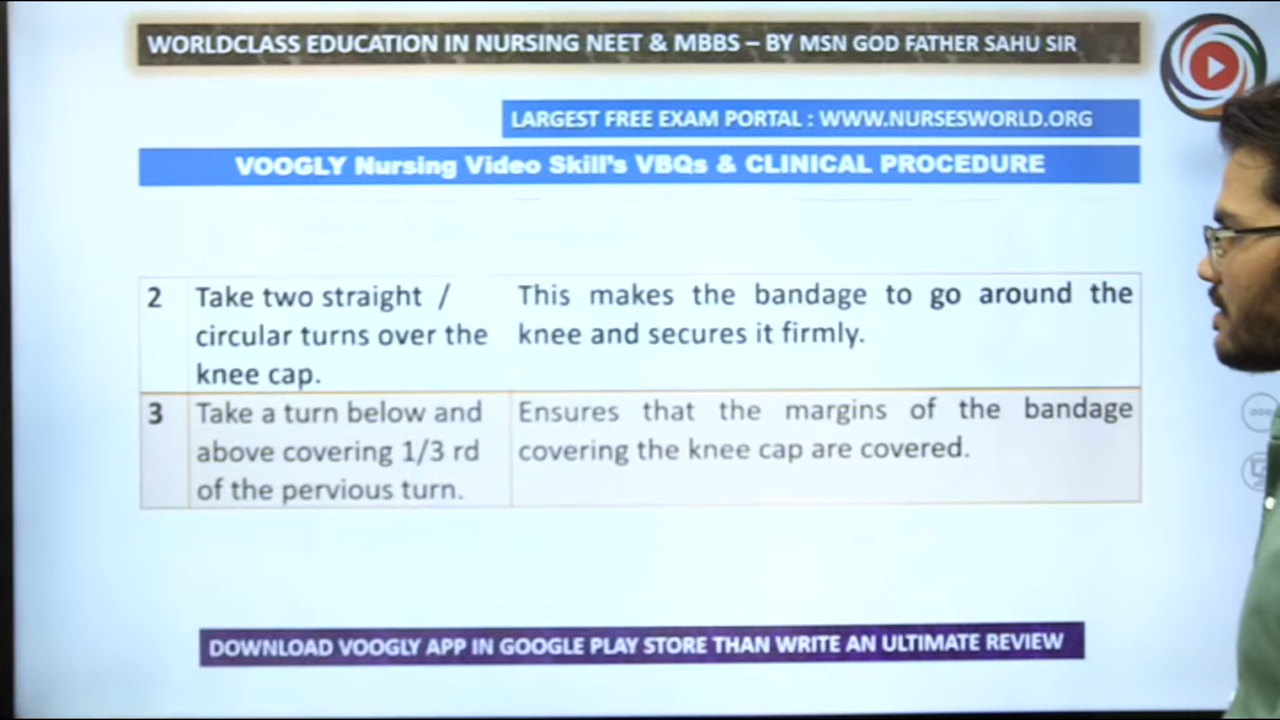 WORLDCLASS EDUCATION IN NURSING NEET & MBBS – BY MSN GOD FATHER SAHU SIR
LARGEST FREE EXAM PORTAL : WWW.NURSESWORLD.ORG
VOOGLY Nursing Video Skill's VBQs & CLINICAL PROCEDURE
2
Take two straight /
circular turns over the
knee cap.
This makes the bandage to go around the
knee and secures it firmly.
3
Take a turn below and
above covering 1/3 rd
of the pervious turn.
Ensures that the margins of the bandage
covering the knee cap are covered.
DOWNLOAD VOOGLY APP IN GOOGLE PLAY STORE THAN WRITE AN ULTIMATE REVIEW